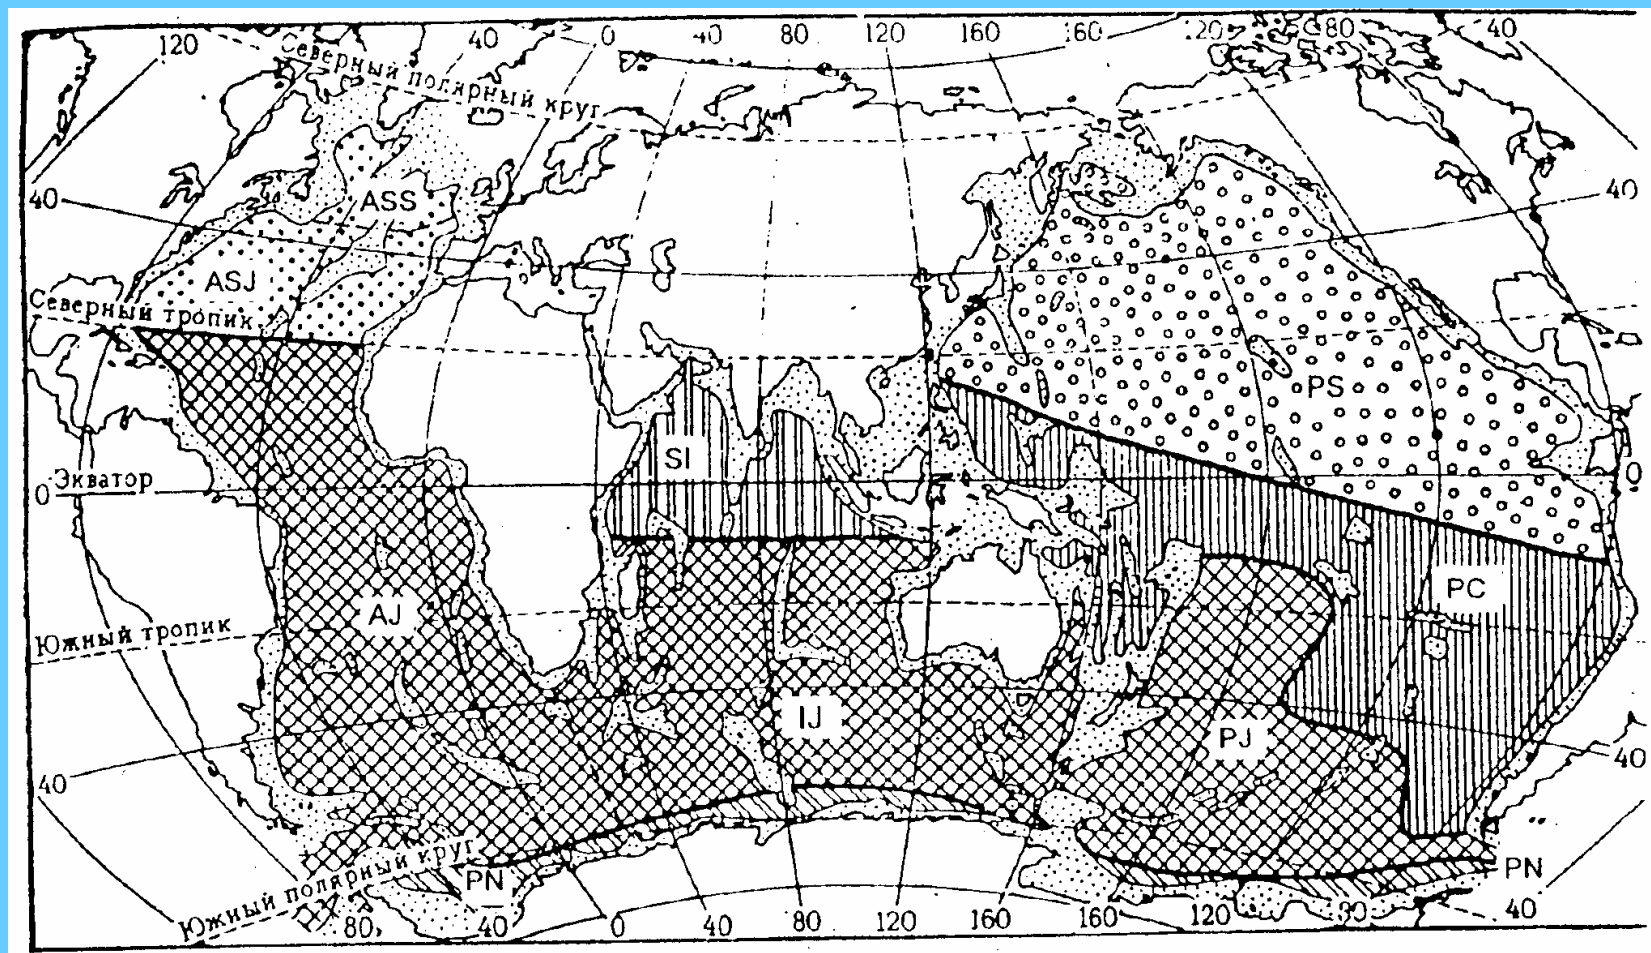 120 40 0 40 80 120 160 160 120 80 40
Северный полярный круг
40 ASS 40
ASJ
Северный тропик
PS
SI
0 Экватор 0
PC
AJ
Южный тропик
IJ
PJ
40 40
Южный полярный круг
PN PN
80 40 0 40 80 120 160 160 120 80 40